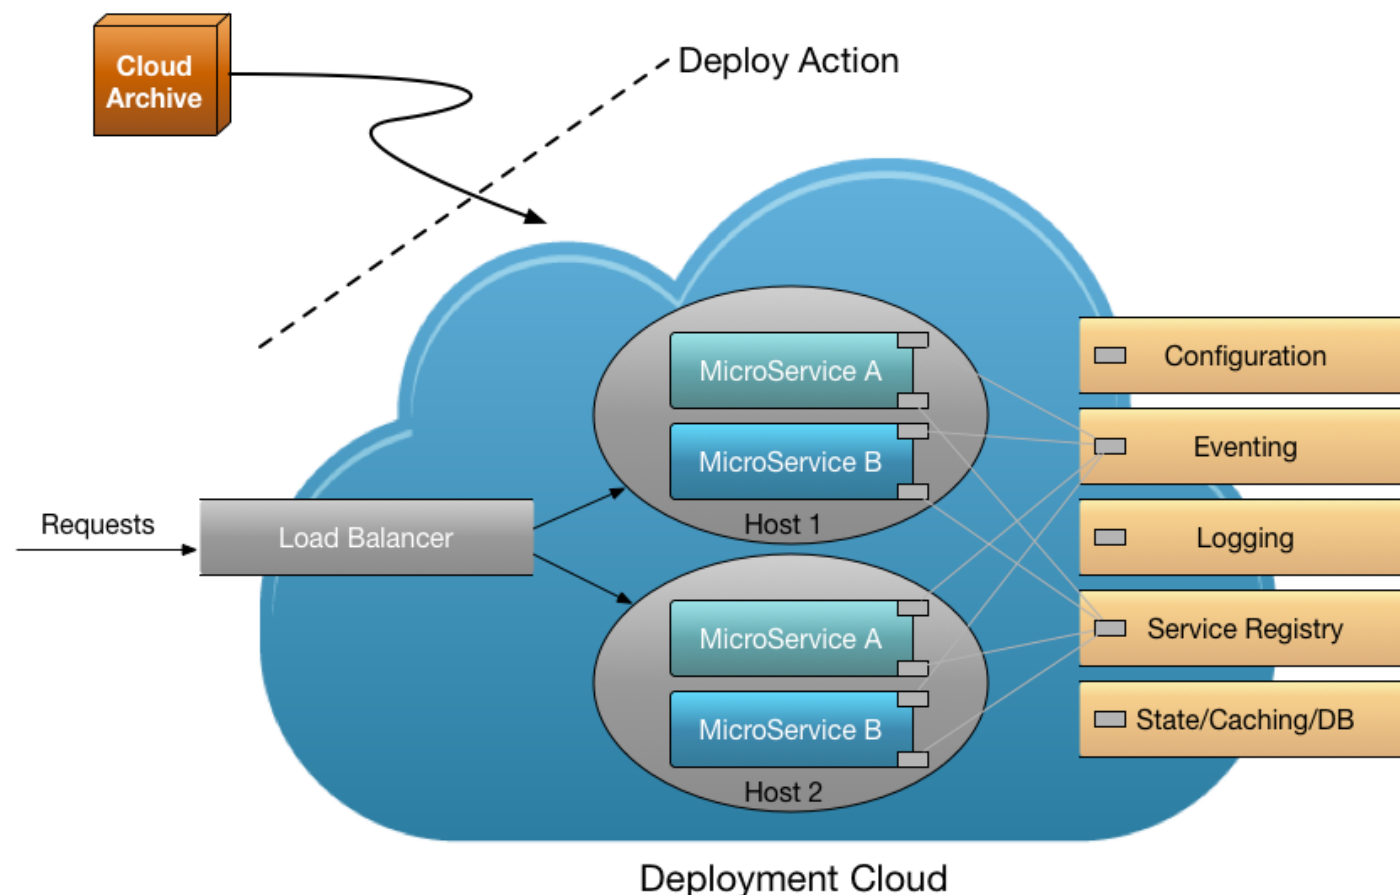 Cloud
Archive
Deploy Action
MicroService A
MicroService B
Host 1
Requests
Load Balancer
MicroService A
MicroService B
Host 2
Configuration
Eventing
Logging
Service Registry
State/Caching/DB
Deployment Cloud